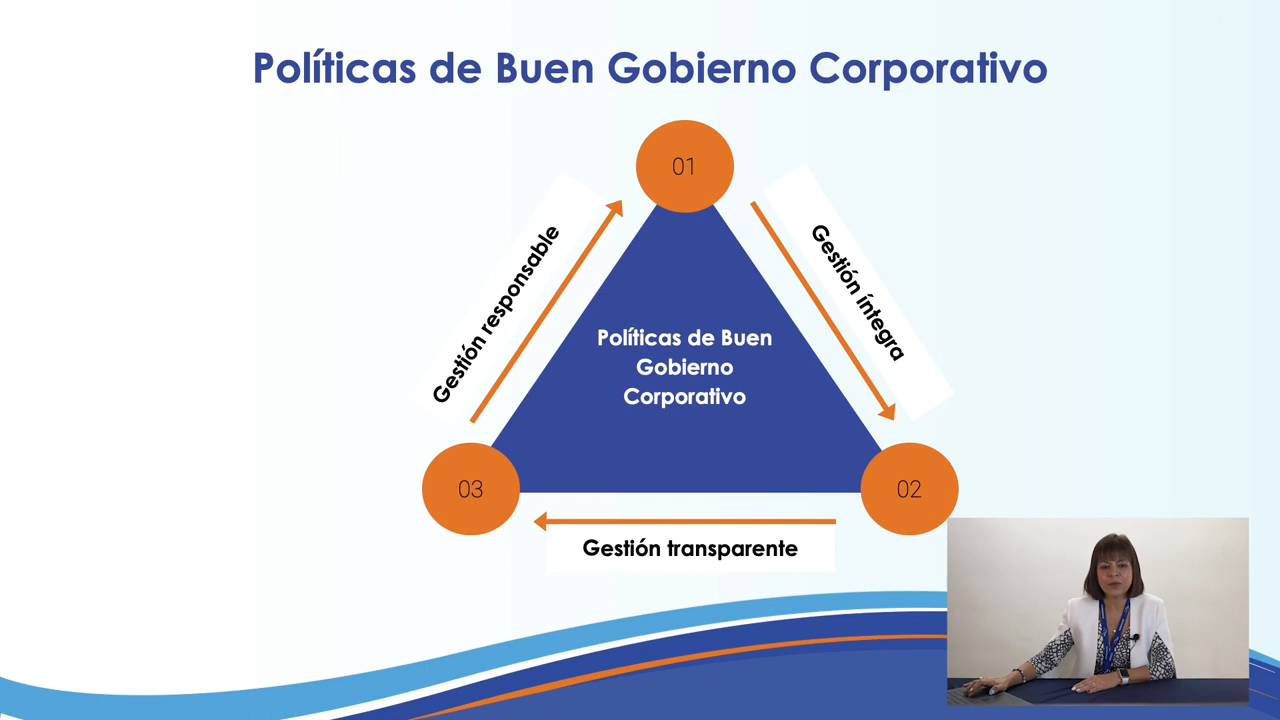 Políticas de Buen Gobierno Corporativo
01
Gestión responsable
Gestión íntegra
Políticas de Buen
Gobierno
Corporativo
03
02
Gestión transparente